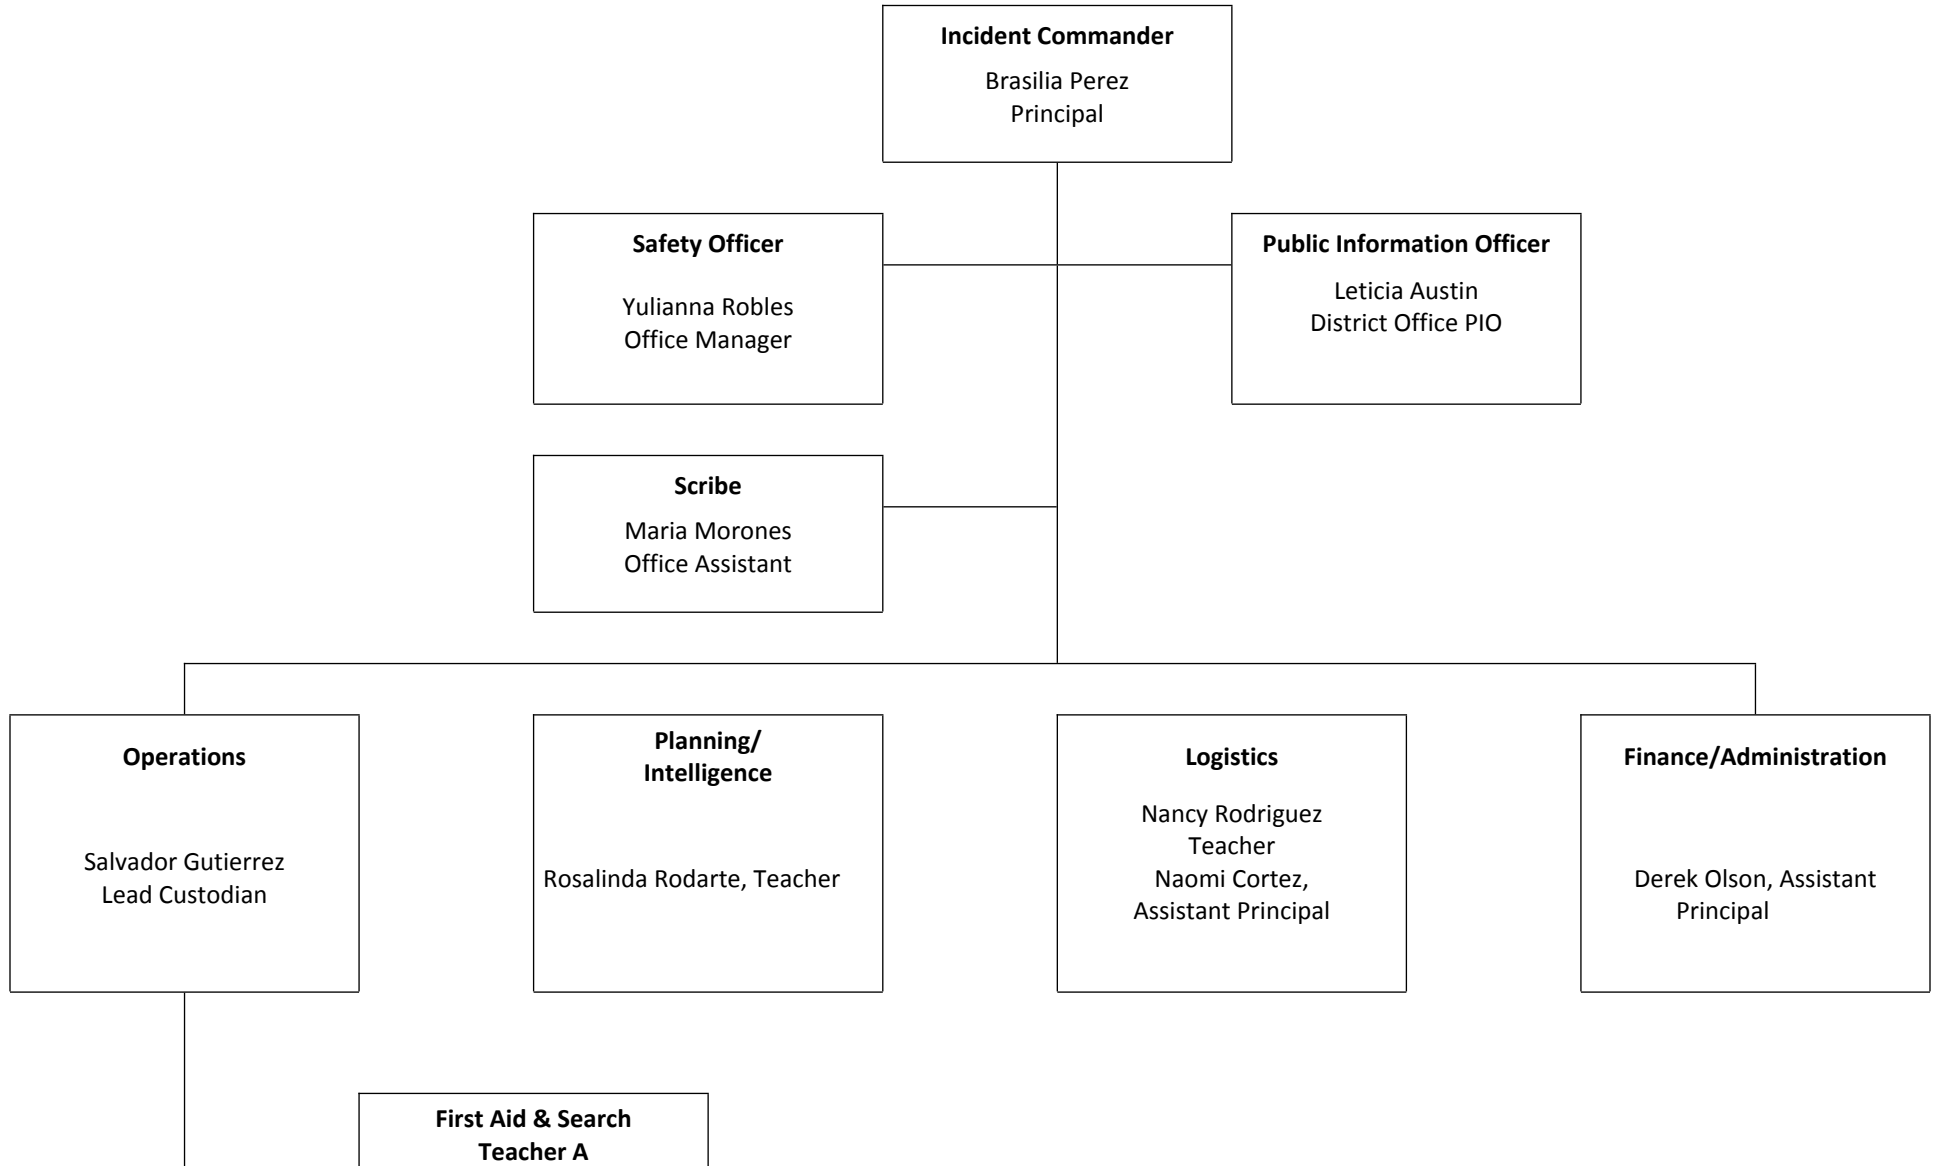 Incident Commander
Brasilia Perez
Principal
Safety Officer
Yulianna Robles
Office Manager
Public Information Officer
Leticia Austin
District Office PIO
Scribe
Maria Morones
Office Assistant
Operations
Salvador Gutierrez
Lead Custodian
Planning/
Intelligence
Rosalinda Rodarte, Teacher
Logistics
Nancy Rodriguez
Teacher
Naomi Cortez,
Assistant Principal
Finance/Administration
Derek Olson, Assistant
Principal
First Aid & Search
Teacher A